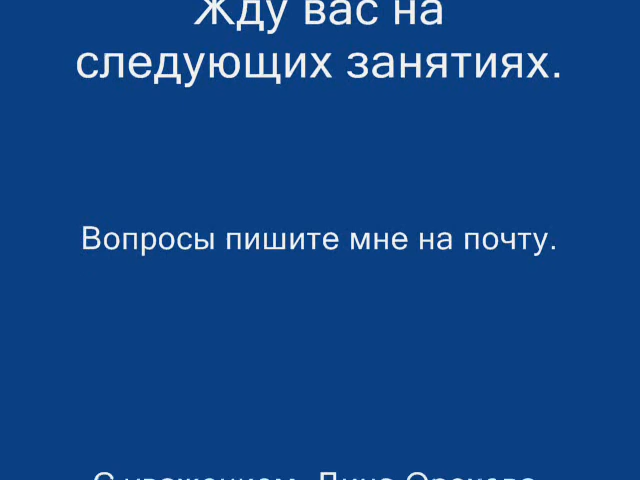 Жду вас на
следующих занятиях.
Вопросы пишите мне на почту.
С уважением,